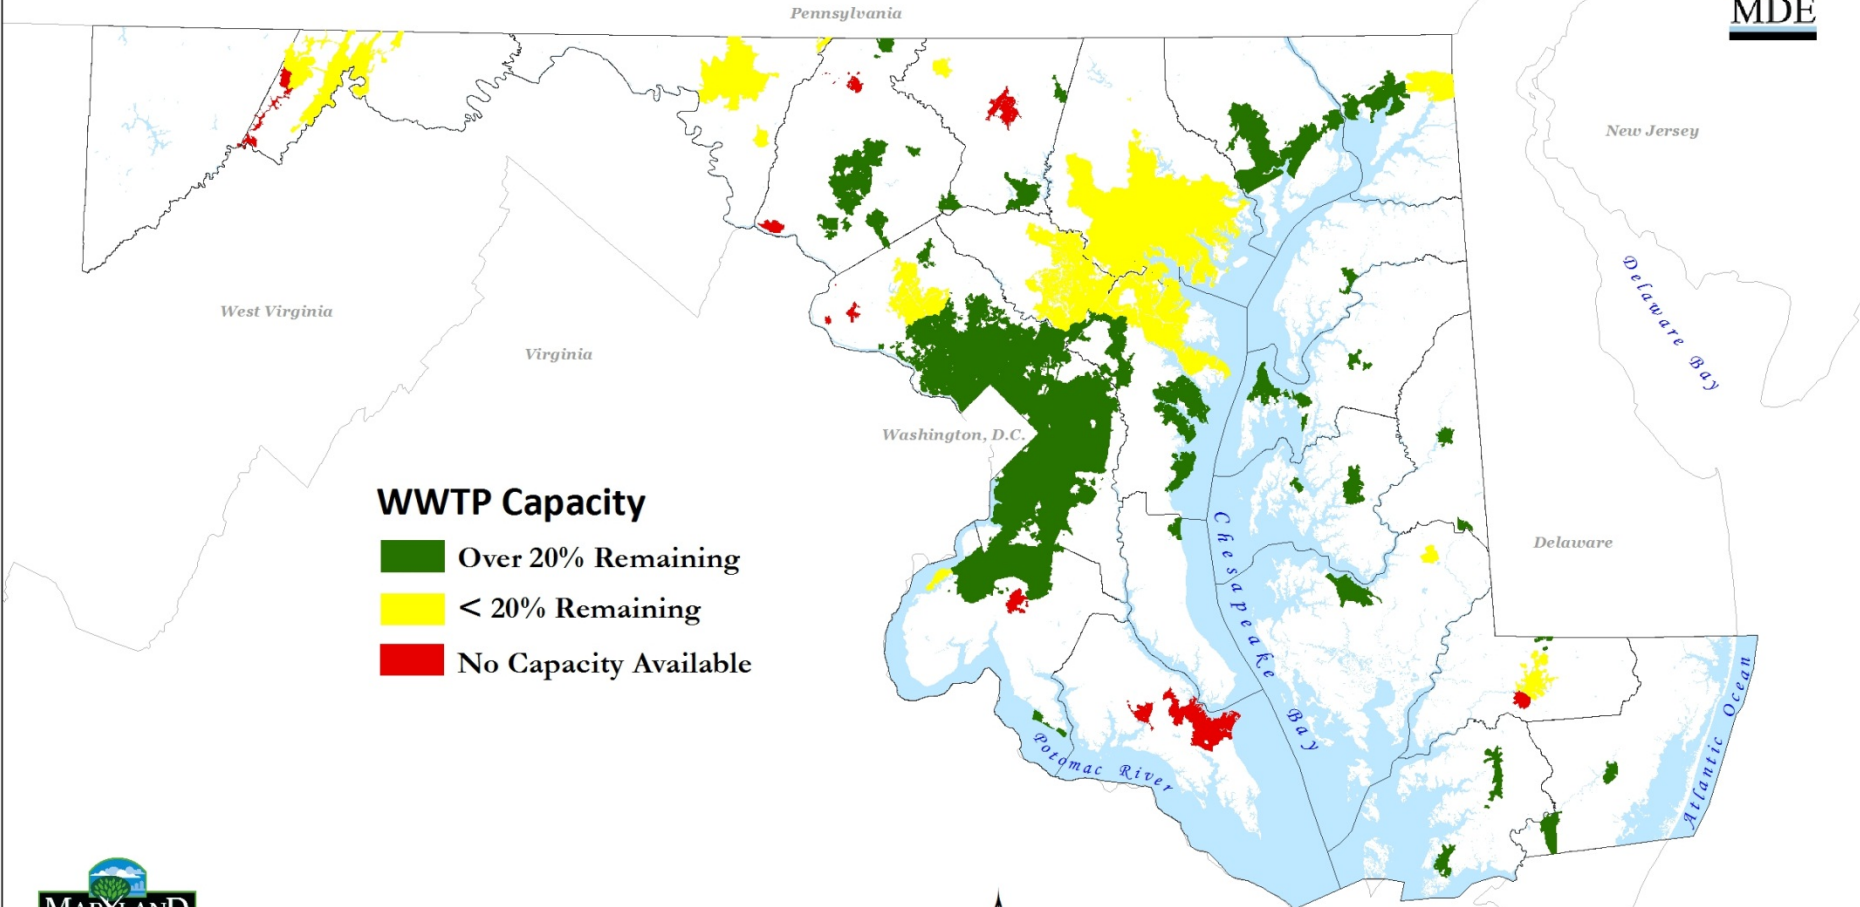 Pennsylvania
MDE
New Jersey
Delaware Bay
West Virginia
Virginia
Washington, D.C.
WWTP Capacity
Over 20% Remaining
< 20% Remaining
No Capacity Available
Chesapeake Bay
Delaware
Potomac River
Atlantic Ocean
MARYLAND